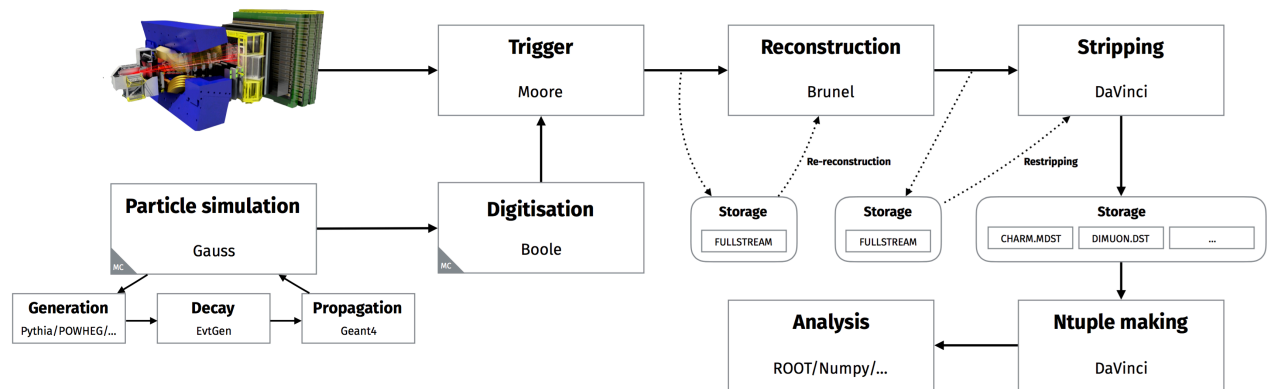 Trigger
Moore
Reconstruction
Brunel
Stripping
DaVinci
Re-reconstruction
Restripping
Particle simulation
Gauss
MC
Digitisation
Boole
MC
Storage
FULLSTREAM
Storage
FULLSTREAM
Storage
CHARM.MDST
DIMUON.DST
...
Generation
Pythia/POWHEG/...
Decay
EvtGen
Propagation
Geant4
Analysis
ROOT/Numpy/...
Ntuple making
DaVinci